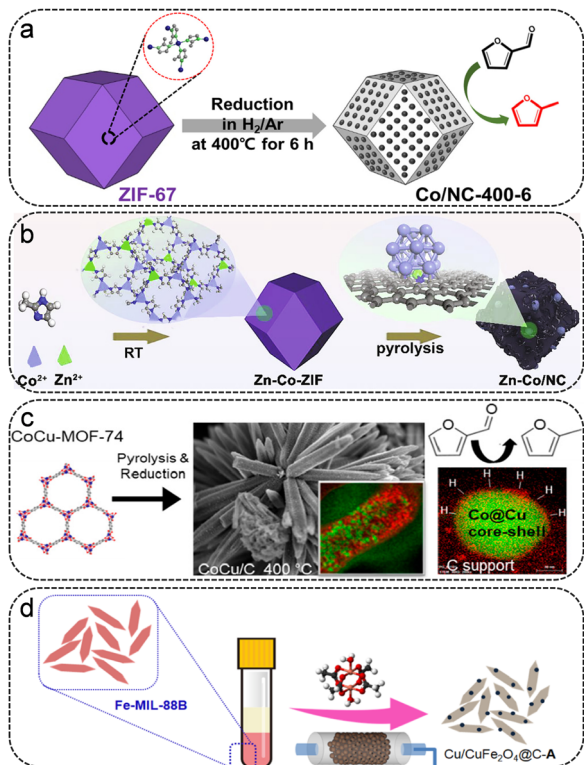 a
Reduction
in H₂/Ar
at 400℃ for 6 h
ZIF-67
Co/NC-400-6
b
RT
pyrolysis
Co²⁺ Zn²⁺
Zn-Co-ZIF
Zn-Co/NC
c
CoCu-MOF-74
Pyrolysis &
Reduction
CoCu/C 400 °C
H H H H H
Co@Cu
core-shell
C support
d
Fe-MIL-88B
Cu/CuFe₂O₄@C-A